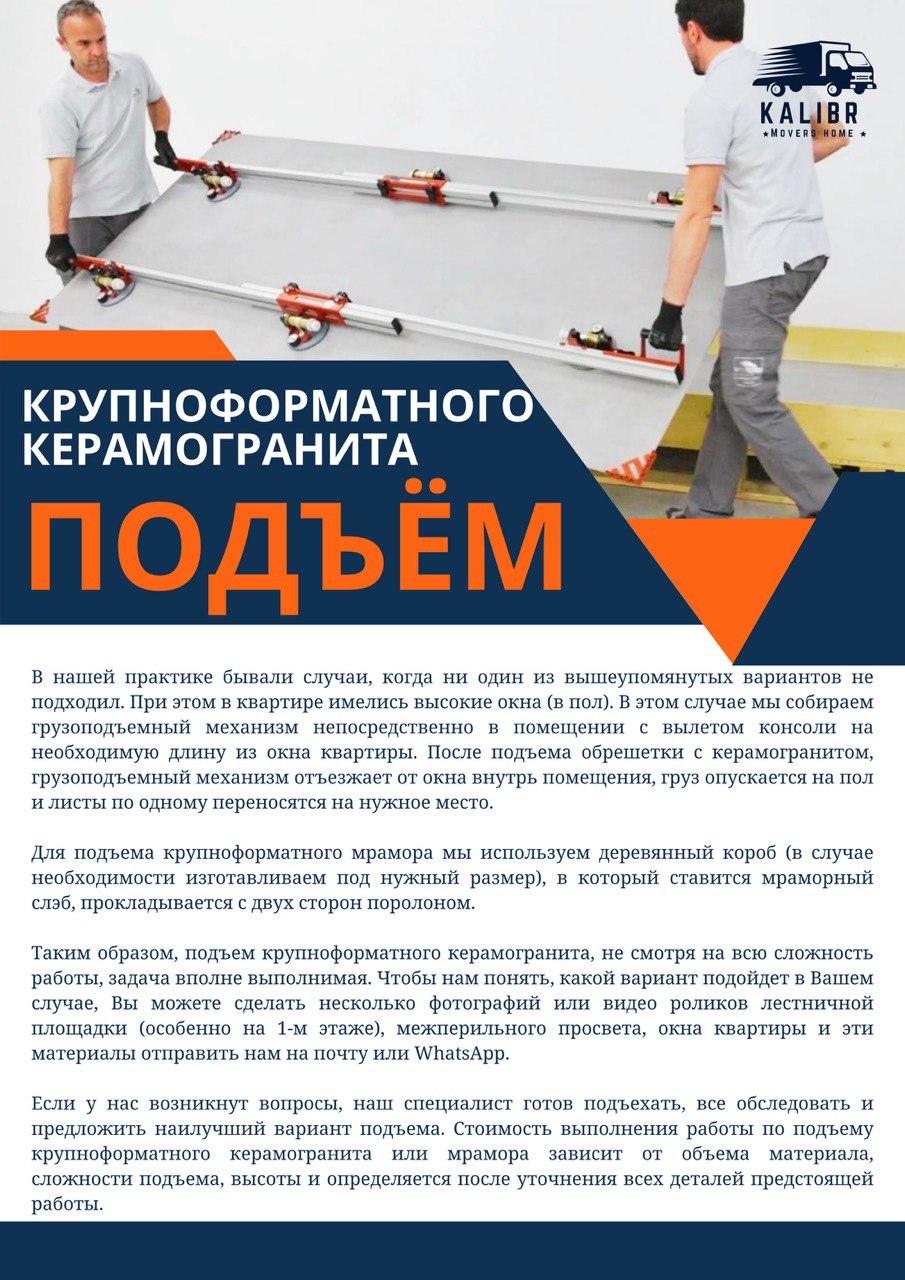 KALIBR
★MOVERS HOME★
КРУПНОФОРМАТНОГО
КЕРАМОГРАНИТА
ПОДЪЁМ
В нашей практике бывали случаи, когда ни один из вышеупомянутых вариантов не
подходил. При этом в квартире имелись высокие окна (в пол). В этом случае мы собираем
грузоподъемный механизм непосредственно в помещении с вылетом консоли на
необходимую длину из окна квартиры. После подъема обрешетки с керамогранитом,
грузоподъемный механизм отъезжает от окна внутрь помещения, груз опускается на пол
и листы по одному переносятся на нужное место.
Для подъема крупноформатного мрамора мы используем деревянный короб (в случае
необходимости изготавливаем под нужный размер), в который ставится мраморный
слэб, прокладывается с двух сторон поролоном.
Таким образом, подъем крупноформатного керамогранита, не смотря на всю сложность
работы, задача вполне выполнимая. Чтобы нам понять, какой вариант подойдет в Вашем
случае, Вы можете сделать несколько фотографий или видео роликов лестничной
площадки (особенно на 1-м этаже), межперильного просвета, окна квартиры и эти
материалы отправить нам на почту или WhatsApp.
Если у нас возникнут вопросы, наш специалист готов подъехать, все обследовать и
предложить наилучший вариант подъема. Стоимость выполнения работы по подъему
крупноформатного керамогранита или мрамора зависит от объема материала,
сложности подъема, высоты и определяется после уточнения всех деталей предстоящей
работы.